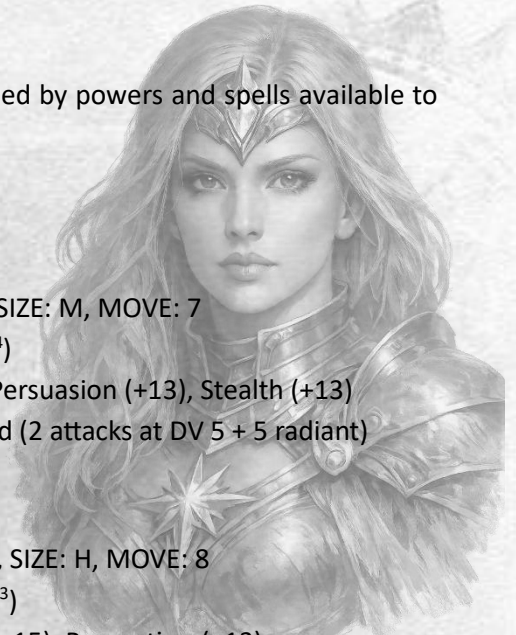 ed by powers and spells available to
SIZE: M, MOVE: 7
)
Persuasion (+13), Stealth (+13)
d (2 attacks at DV 5 + 5 radiant)
, SIZE: H, MOVE: 8
³)